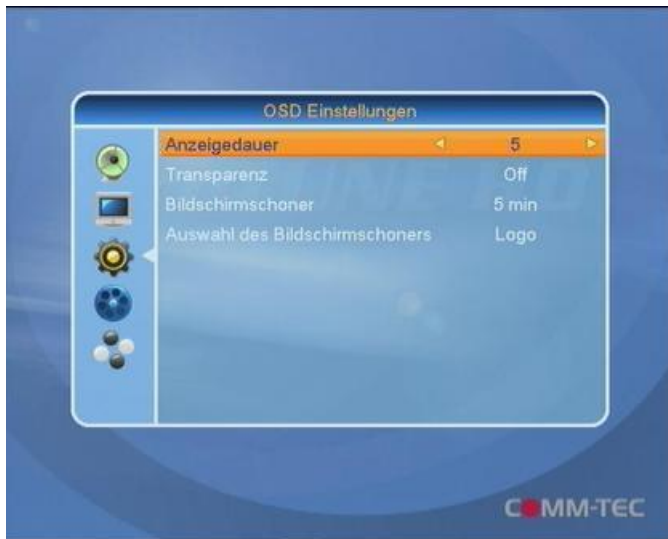 OSD Einstellungen
Anzeigedauer 5
Transparenz Off
Bildschirmschoner 5 min
Auswahl des Bildschirmschoners Logo
COMM-TEC